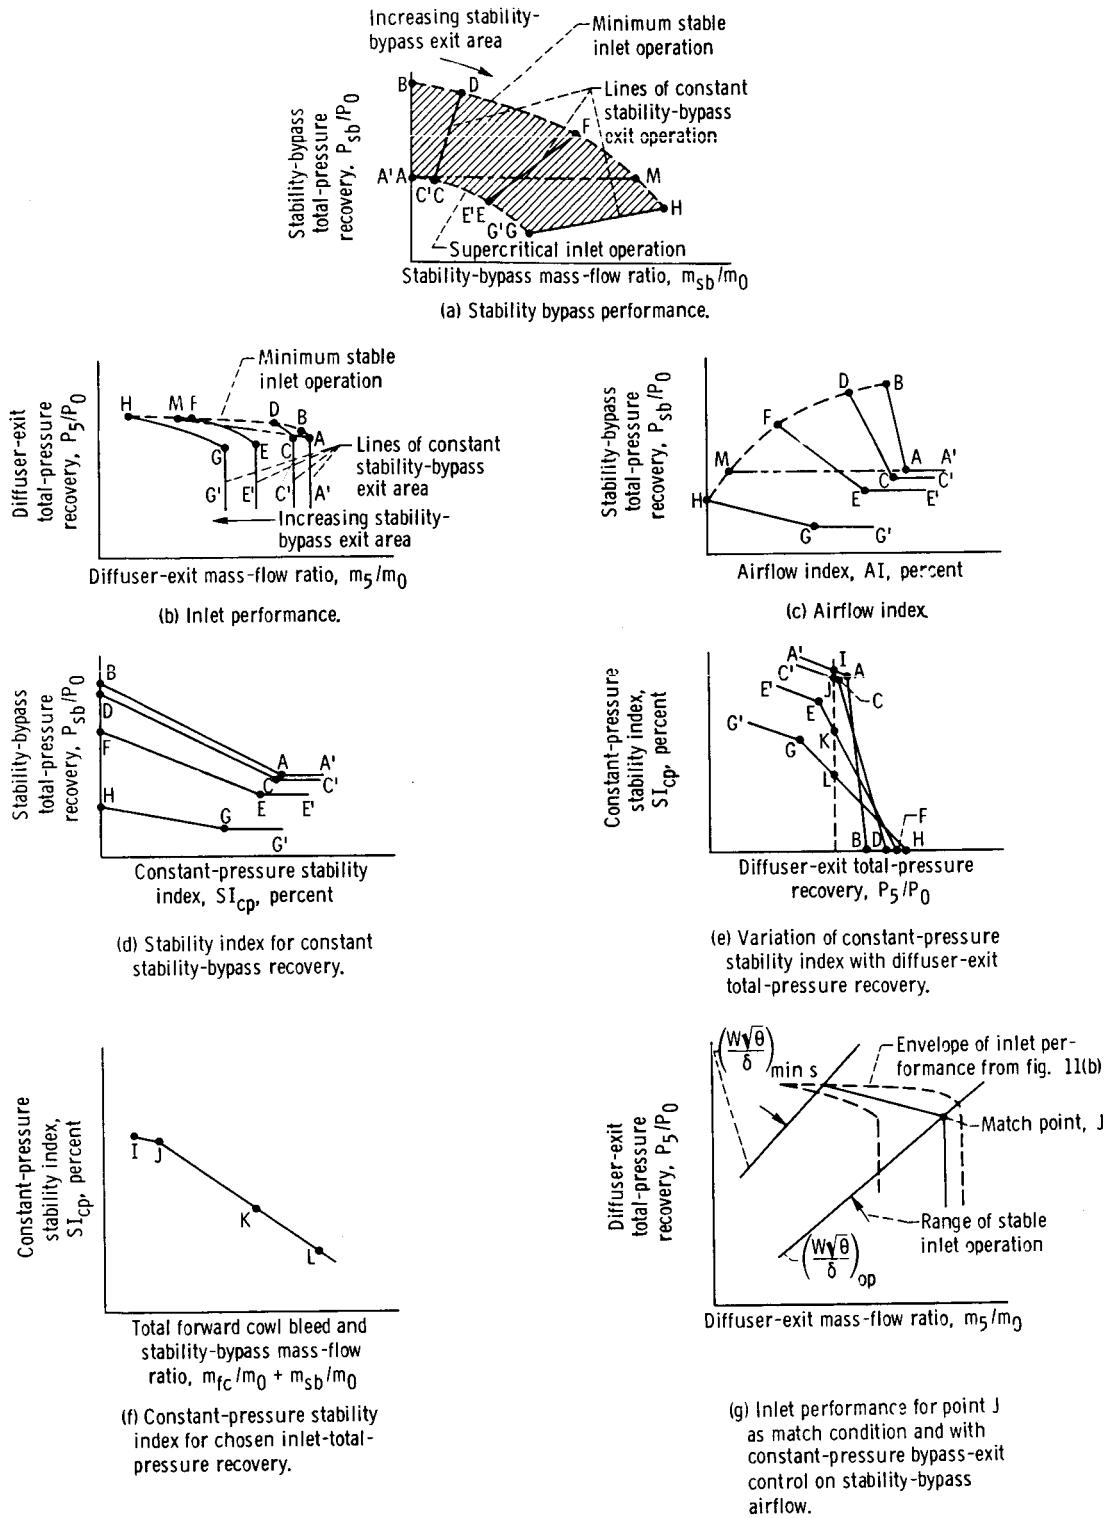 Increasing stability-
bypass exit area
Minimum stable
inlet operation
Lines of constant
stability-bypass
exit operation
Stability-bypass
total-pressure
recovery, P_sb/P_0
B
D
F
A' A
M
C' C
E' E
H
G' G
Supercritical inlet operation
Stability-bypass mass-flow ratio, m_sb/m_0
(a) Stability bypass performance.
Minimum stable
inlet operation
Diffuser-exit
total-pressure
recovery, P_5/P_0
H
M F
D
B
A
G
E
C
Lines of constant
stability-bypass
exit area
G'
E'
C'
A'
Increasing stability-
bypass exit area
Diffuser-exit mass-flow ratio, m_5/m_0
(b) Inlet performance.
Stability-bypass
total-pressure
recovery, P_sb/P_0
D
B
F
M
A
A'
C
C'
H
E
E'
G
G'
Airflow index, AI, percent
(c) Airflow index.
Stability-bypass
total-pressure
recovery, P_sb/P_0
B
D
F
A
A'
C
C'
H
E
E'
G
G'
Constant-pressure stability
index, SI_cp, percent
(d) Stability index for constant
stability-bypass recovery.
Constant-pressure
stability index,
SI_cp, percent
A'
I
A
C'
J
C
E'
E
G'
K
G
L
F
B
D
H
Diffuser-exit total-pressure
recovery, P_5/P_0
(e) Variation of constant-pressure
stability index with diffuser-exit
total-pressure recovery.
Constant-pressure
stability index,
SI_cp, percent
I
J
K
L
Total forward cowl bleed and
stability-bypass mass-flow
ratio, m_fc/m_0 + m_sb/m_0
(f) Constant-pressure stability
index for chosen inlet-total-
pressure recovery.
Diffuser-exit
total-pressure
recovery, P_5/P_0
(W√θ/δ)_min s
Envelope of inlet per-
formance from fig. 11(b)
Match point, J
Range of stable
inlet operation
(W√θ/δ)_op
Diffuser-exit mass-flow ratio, m_5/m_0
(g) Inlet performance for point J
as match condition and with
constant-pressure bypass-exit
control on stability-bypass
airflow.